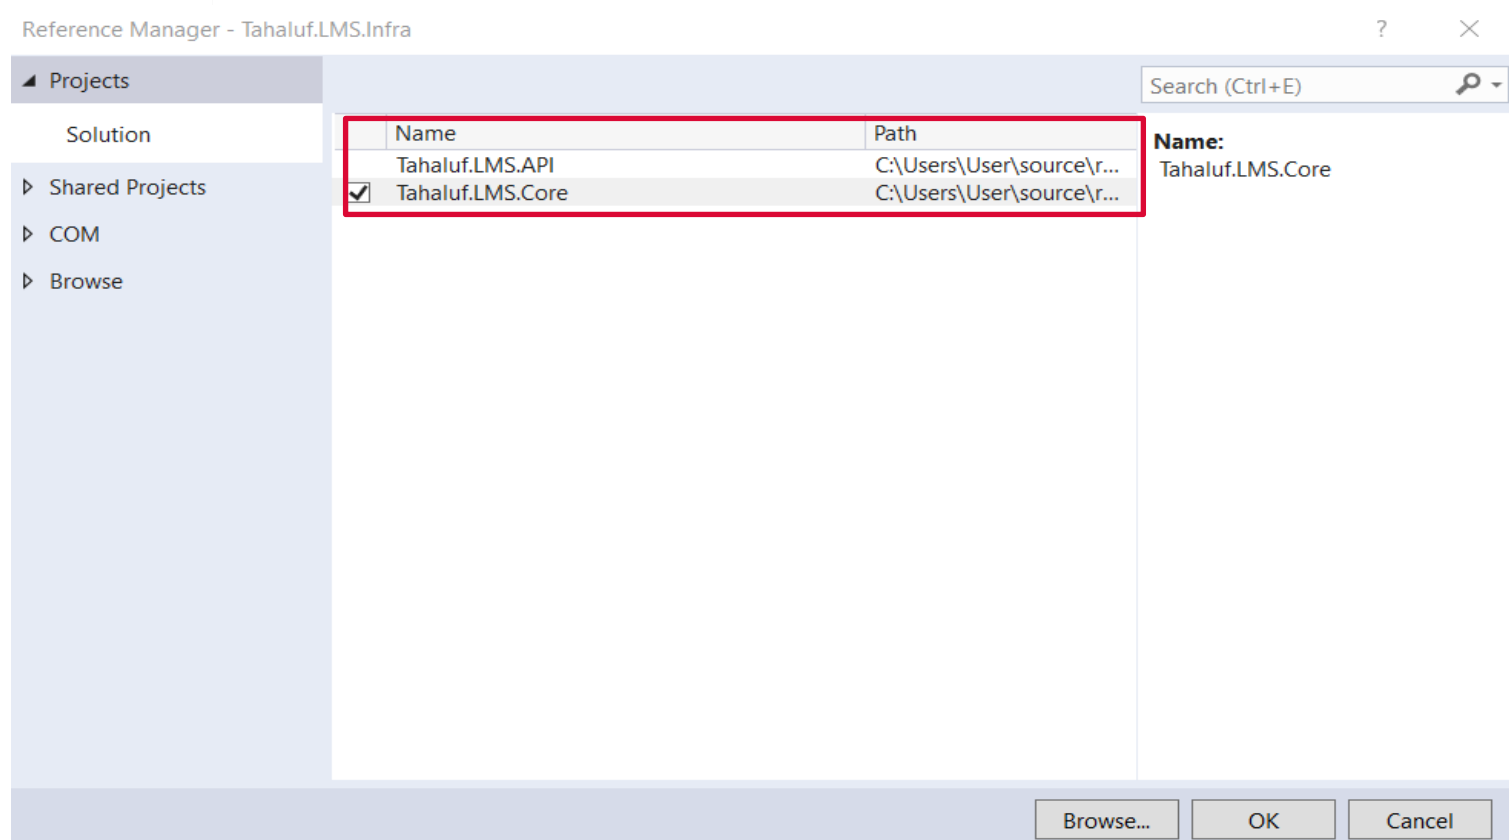 Reference Manager - Tahaluf.LMS.Infra
?
Projects
Search (Ctrl+E)
Solution
Shared Projects
COM
Browse
Name Path
Tahaluf.LMS.API C:\Users\User\source\r...
Tahaluf.LMS.Core C:\Users\User\source\r...
Name:
Tahaluf.LMS.Core
Browse... OK Cancel